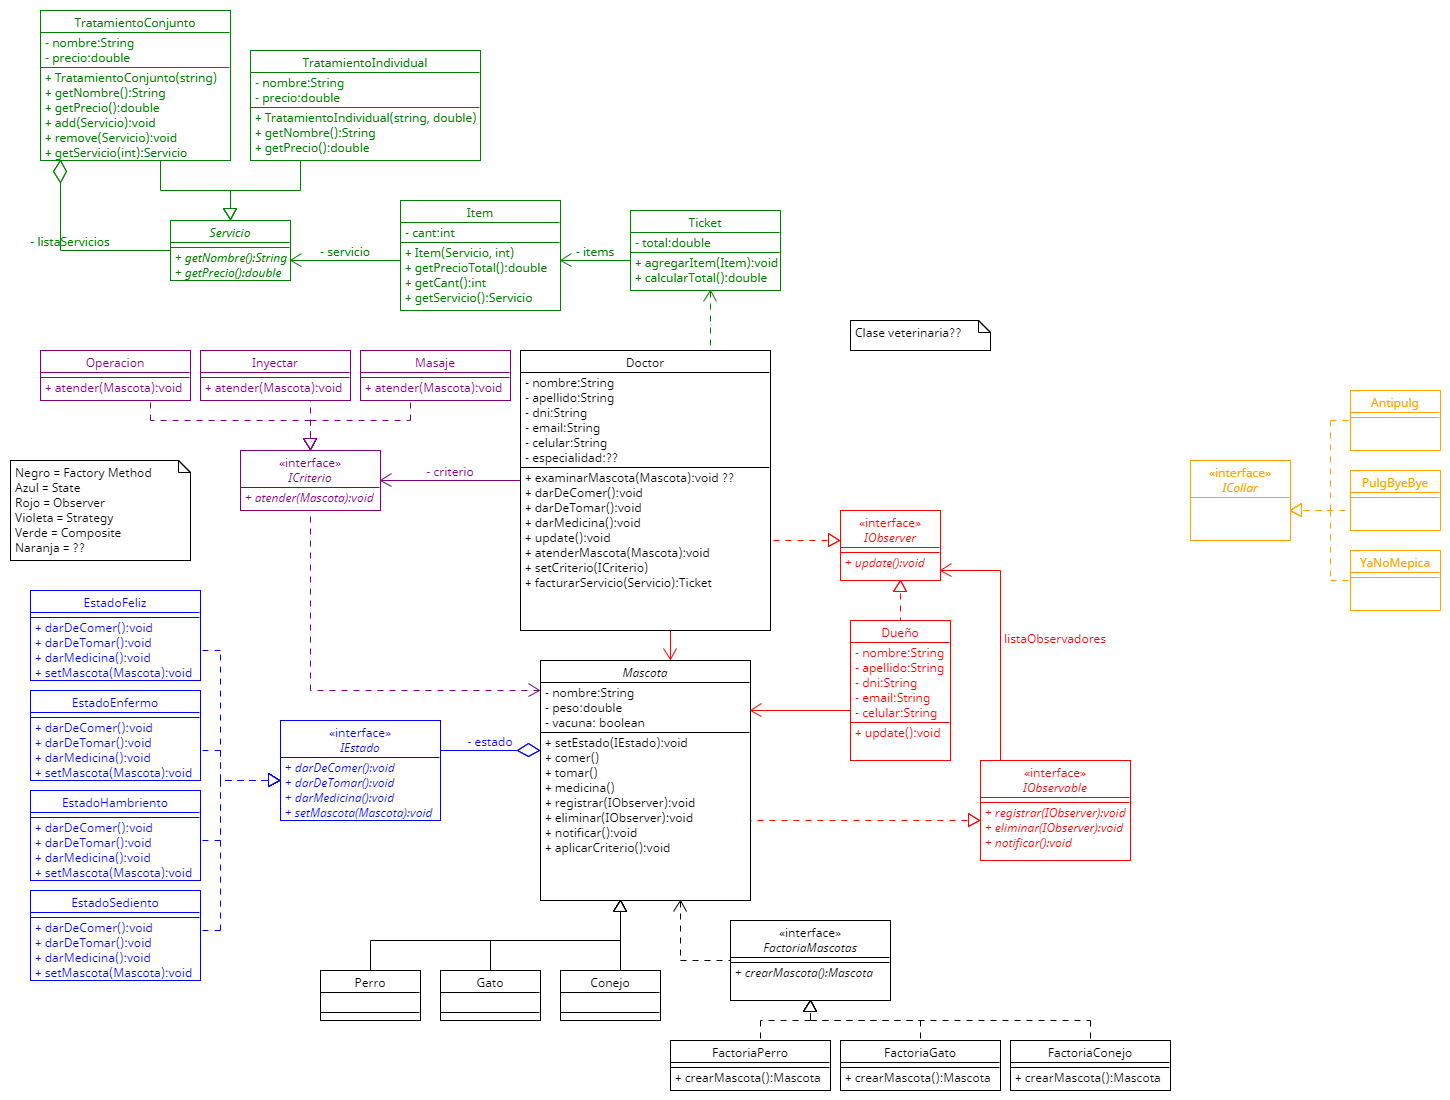 TratamientoConjunto
- nombre:String
- precio:double
+ TratamientoConjunto(string)
+ getNombre():String
+ getPrecio():double
+ add(Servicio):void
+ remove(Servicio):void
+ getServicio(int):Servicio
TratamientoIndividual
- nombre:String
- precio:double
+ TratamientoIndividual(string, double)
+ getNombre():String
+ getPrecio():double
- listaServicios
Servicio
+ getNombre():String
+ getPrecio():double
- servicio
Item
- cant:int
+ Item(Servicio, int)
+ getPrecioTotal():double
+ getCant():int
+ getServicio():Servicio
- items
Ticket
- total:double
+ agregarItem(Item):void
+ calcularTotal():double
Clase veterinaria??
Operacion
+ atender(Mascota):void
Inyectar
+ atender(Mascota):void
Masaje
+ atender(Mascota):void
Doctor
- nombre:String
- apellido:String
- dni:String
- email:String
- celular:String
- especialidad:??
+ examinarMascota(Mascota):void ??
+ darDeComer():void
+ darDeTomar():void
+ darMedicina():void
+ update():void
+ atenderMascota(Mascota):void
+ setCriterio(ICriterio)
+ facturarServicio(Servicio):Ticket
Negro = Factory Method
Azul = State
Rojo = Observer
Violeta = Strategy
Verde = Composite
Naranja = ??
«interface»
ICriterio
+ atender(Mascota):void
- criterio
«interface»
IObserver
+ update():void
«interface»
ICollar
Antipulg
PulgByeBye
YaNoMepica
EstadoFeliz
+ darDeComer():void
+ darDeTomar():void
+ darMedicina():void
+ setMascota(Mascota):void
EstadoEnfermo
+ darDeComer():void
+ darDeTomar():void
+ darMedicina():void
+ setMascota(Mascota):void
EstadoHambriento
+ darDeComer():void
+ darDeTomar():void
+ darMedicina():void
+ setMascota(Mascota):void
EstadoSediento
+ darDeComer():void
+ darDeTomar():void
+ darMedicina():void
+ setMascota(Mascota):void
«interface»
IEstado
+ darDeComer():void
+ darDeTomar():void
+ darMedicina():void
+ setMascota(Mascota):void
- estado
Mascota
- nombre:String
- peso:double
- vacuna: boolean
+ setEstado(IEstado):void
+ comer()
+ tomar()
+ medicina()
+ registrar(IObserver):void
+ eliminar(IObserver):void
+ notificar():void
+ aplicarCriterio():void
Dueño
- nombre:String
- apellido:String
- dni:String
- email:String
- celular:String
+ update():void
listaObservadores
«interface»
IObservable
+ registrar(IObserver):void
+ eliminar(IObserver):void
+ notificar():void
Perro
Gato
Conejo
«interface»
FactoriaMascotas
+ crearMascota():Mascota
FactoriaPerro
+ crearMascota():Mascota
FactoriaGato
+ crearMascota():Mascota
FactoriaConejo
+ crearMascota():Mascota